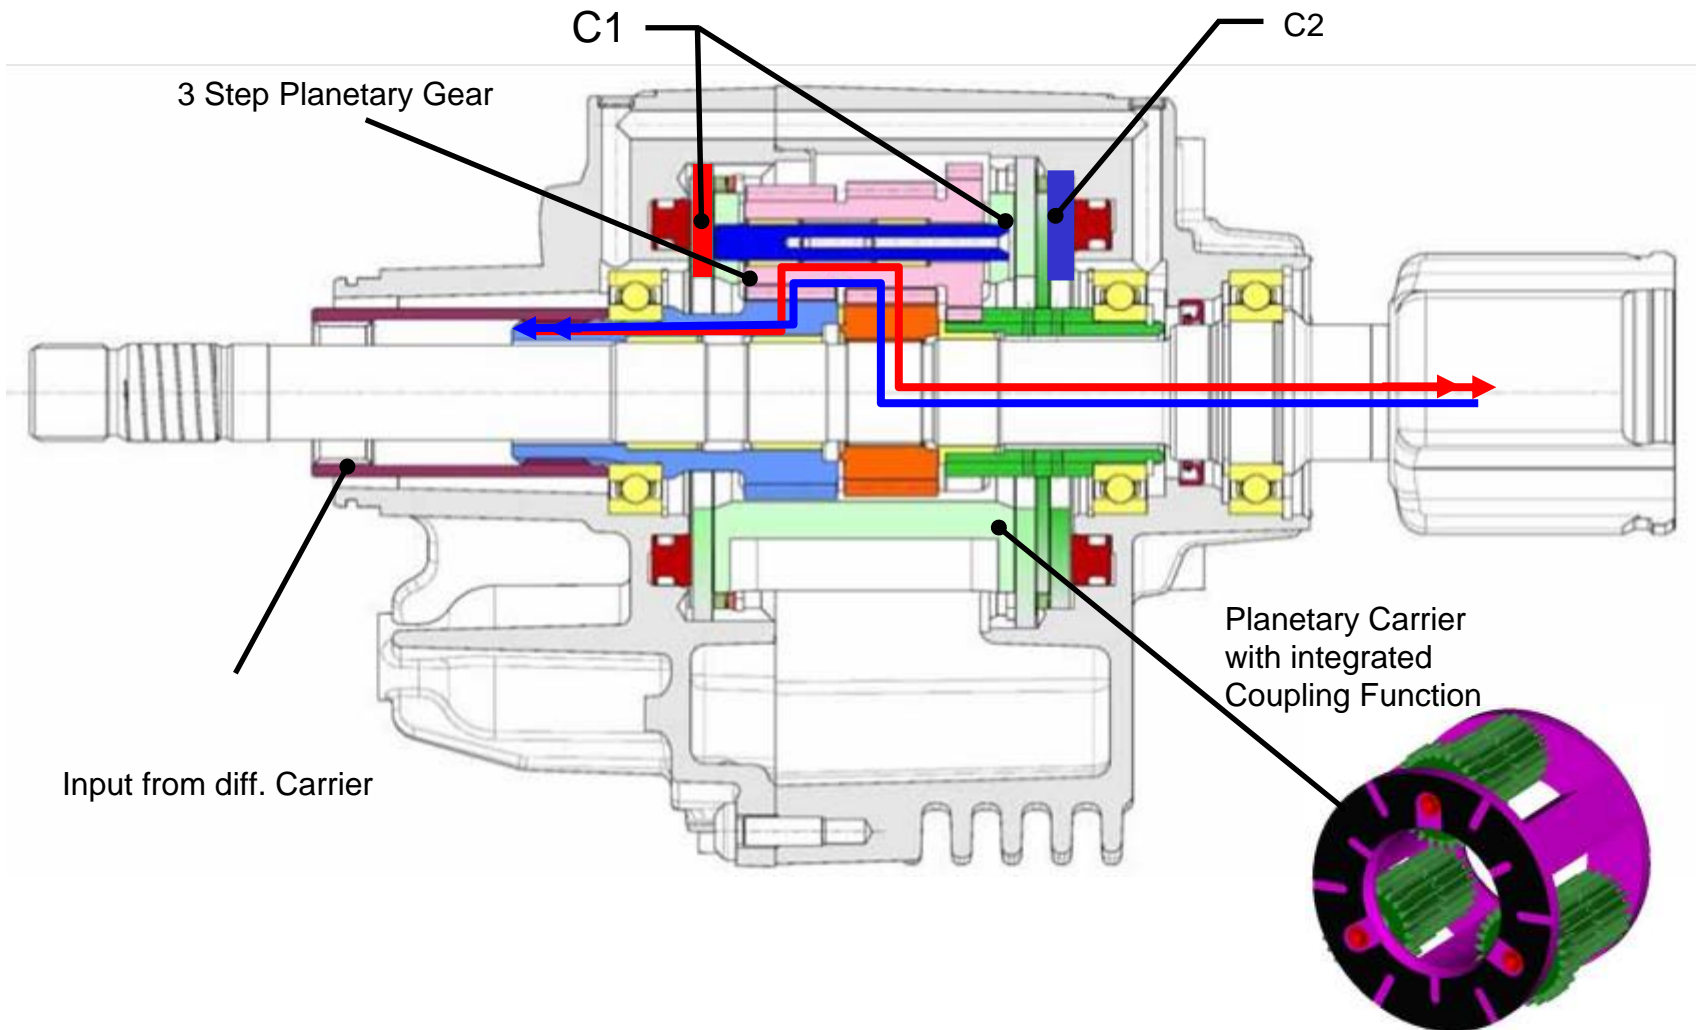 C1
C2
3 Step Planetary Gear
Planetary Carrier
with integrated
Coupling Function
Input from diff. Carrier